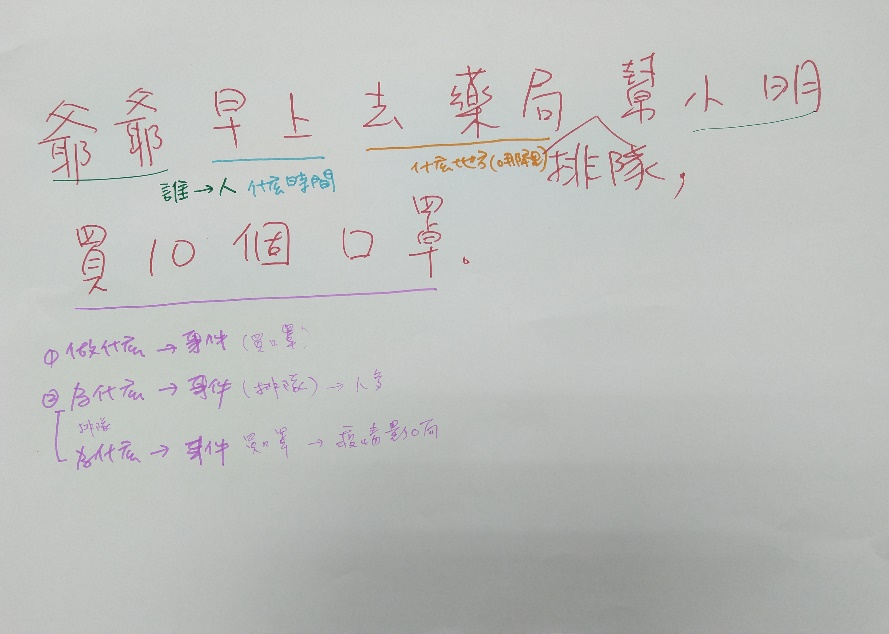 爺爺早上去藥局幫小明
排隊，
誰→人 什麼時間 什麼地方(哪裡)
買10個口罩。
①做什麼→事件(買口罩)
②為什麼→事件(排隊)→人多
排隊
為什麼→事件 買口罩→